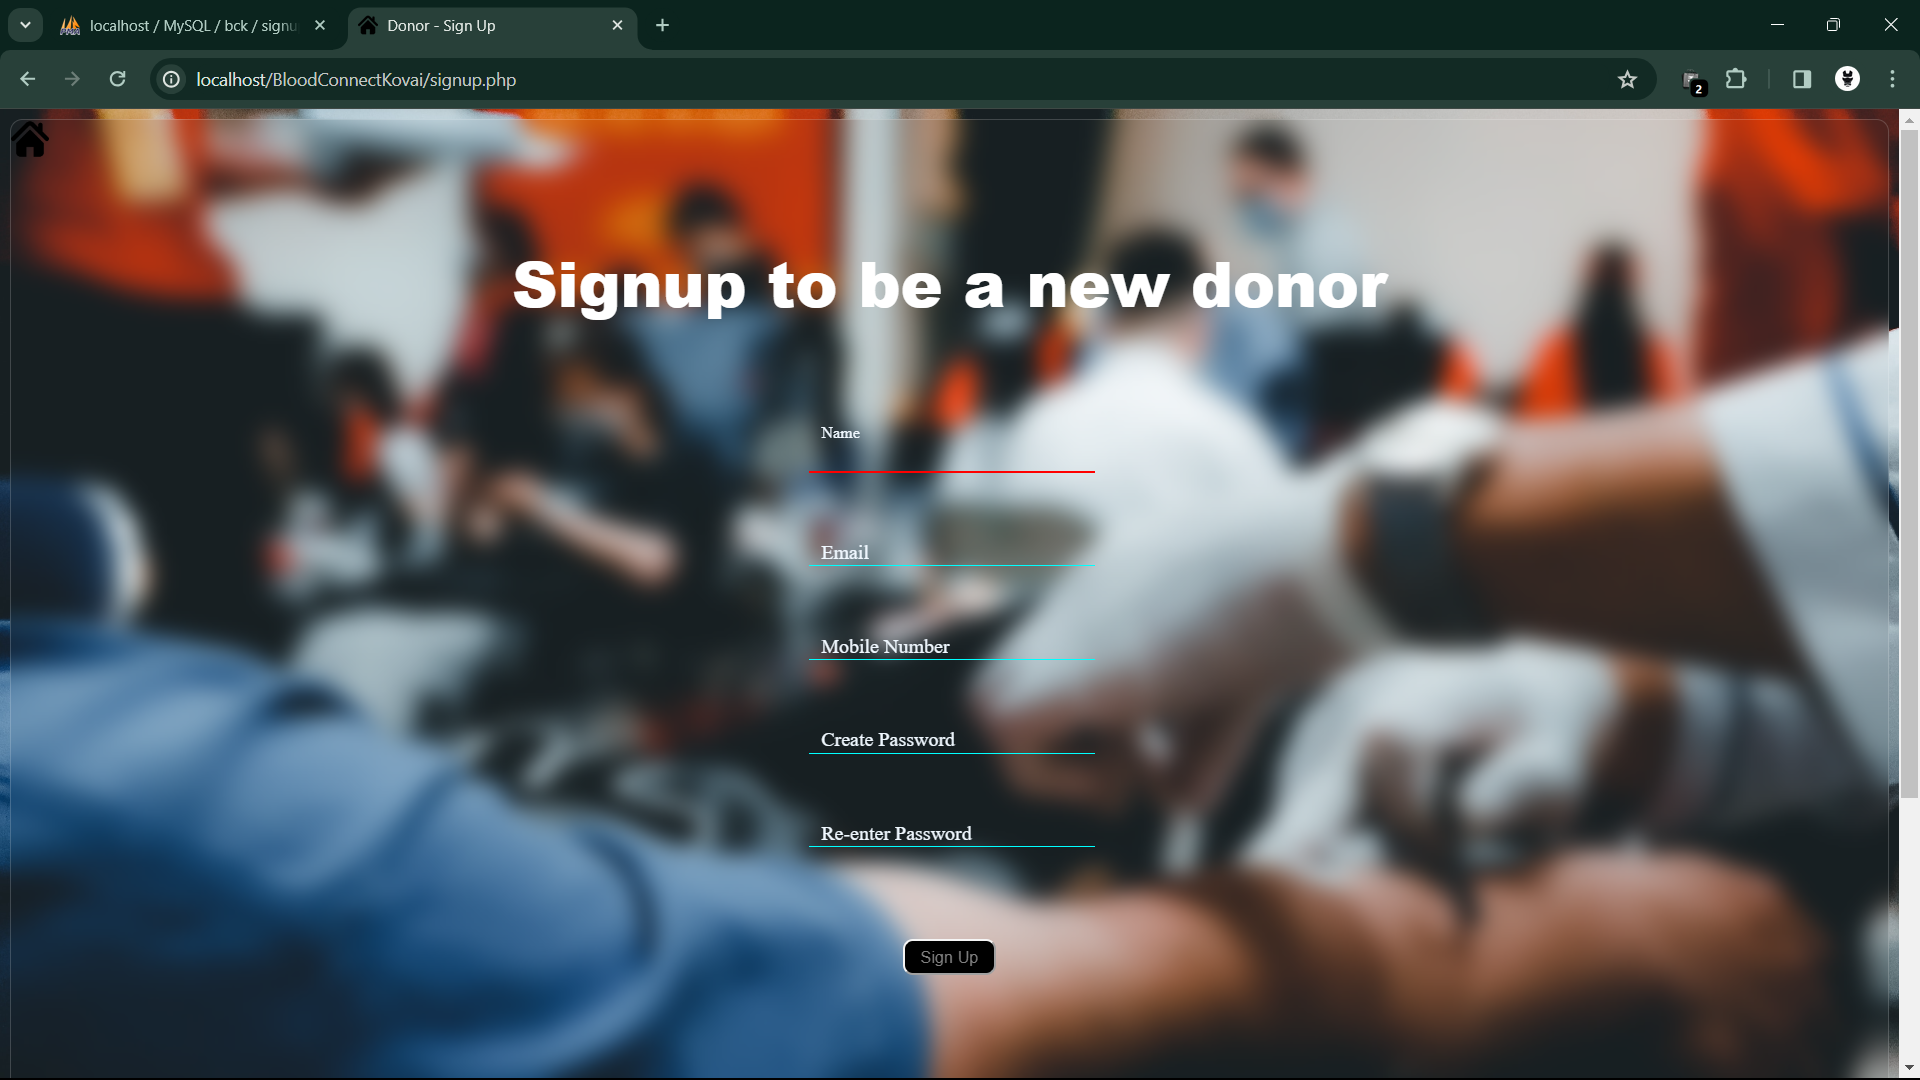 localhost / MySQL / bck / signu
Donor - Sign Up
localhost/BloodConnectKovai/signup.php
2
Signup to be a new donor
Name
Email
Mobile Number
Create Password
Re-enter Password
Sign Up